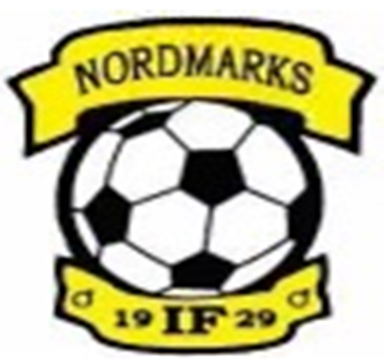 NORDMARKS
♂ 19 IF 29 ♂